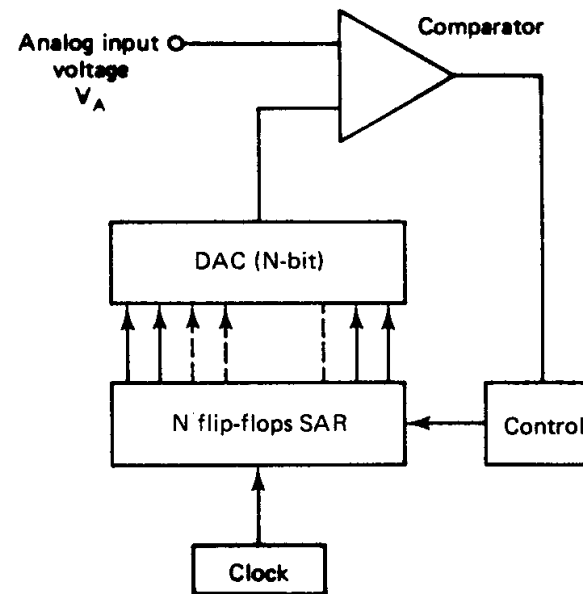 Analog input
voltage
V_A
Comparator
DAC (N-bit)
N flip-flops SAR
Control
Clock